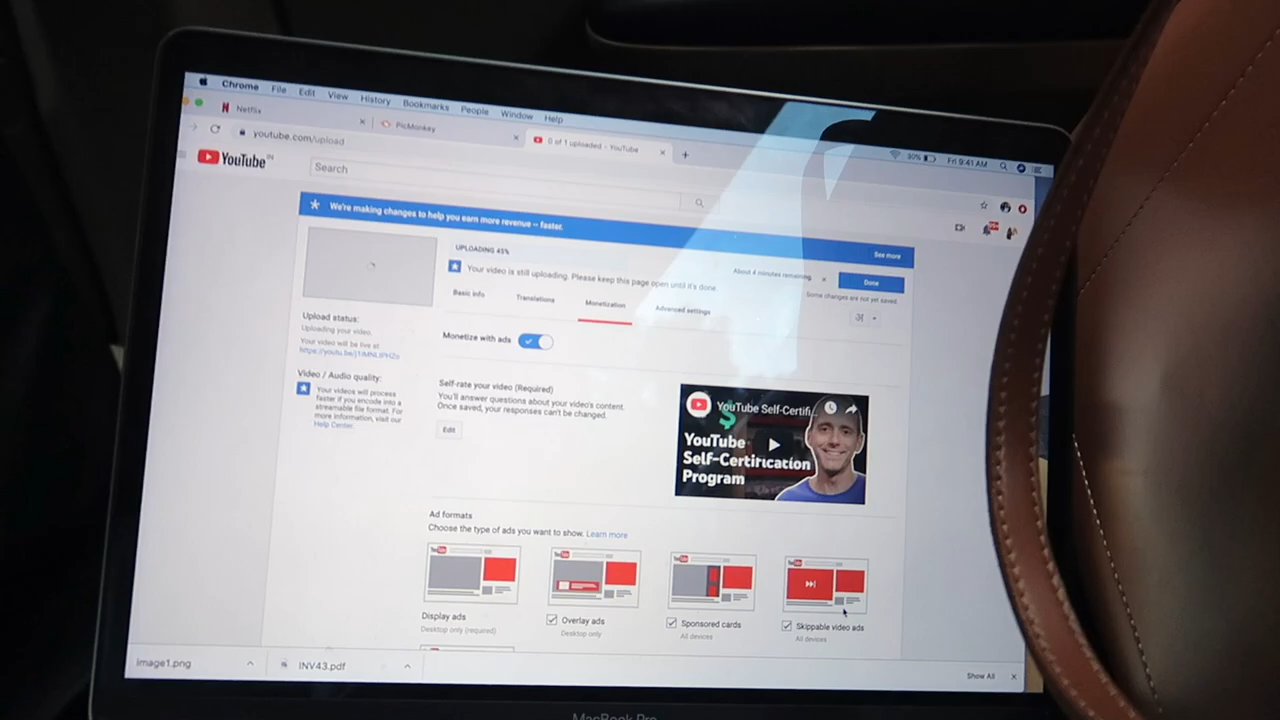 Chrome File Edit View History Bookmarks People Window Help
90% Fri 9:41 AM
Netflix
PicMonkey
0 of 1 uploaded - YouTube
youtube.com/upload
YouTube IN
Search
We're making changes to help you earn more revenue – faster.
See more
UPLOADING 45%
About 4 minutes remaining.
Your video is still uploading. Please keep this page open until it's done.
Done
Some changes are not yet saved.
Basic info
Translations
Monetization
Advanced settings
Upload status:
Uploading your video.
Your video will be live at:
Monetize with ads
Video / Audio quality:
Your videos will process
faster if you encode into a
streamable file format. For
more information, visit our
Help Center.
Self-rate your video (Required)
You'll answer questions about your video's content.
Once saved, your responses can't be changed.
Edit
YouTube Self-Certifi...
YouTube
Self-Certification
Program
Ad formats
Choose the type of ads you want to show. Learn more
Display ads
Desktop only (required)
Overlay ads
Desktop only
Sponsored cards
All devices
Skippable video ads
All devices
image1.png
INV43.pdf
Show All
MacBook Pro